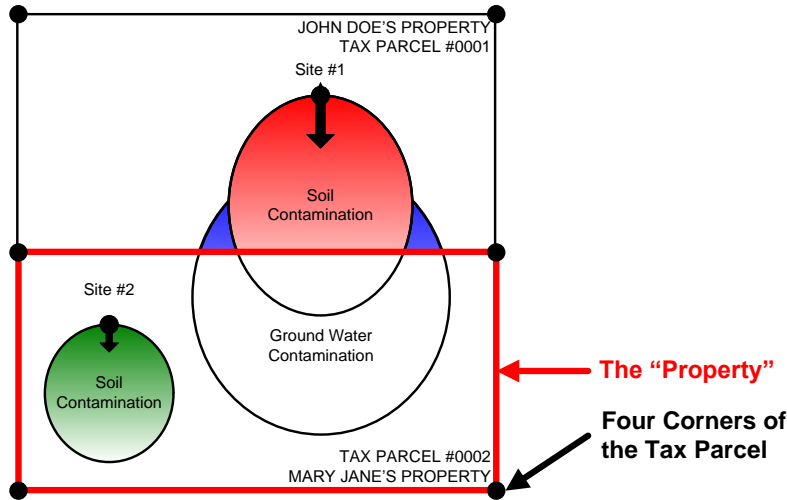 JOHN DOE'S PROPERTY
TAX PARCEL #0001
Site #1
Soil
Contamination
Site #2
Ground Water
Contamination
Soil
Contamination
The “Property”
Four Corners of
the Tax Parcel
TAX PARCEL #0002
MARY JANE'S PROPERTY